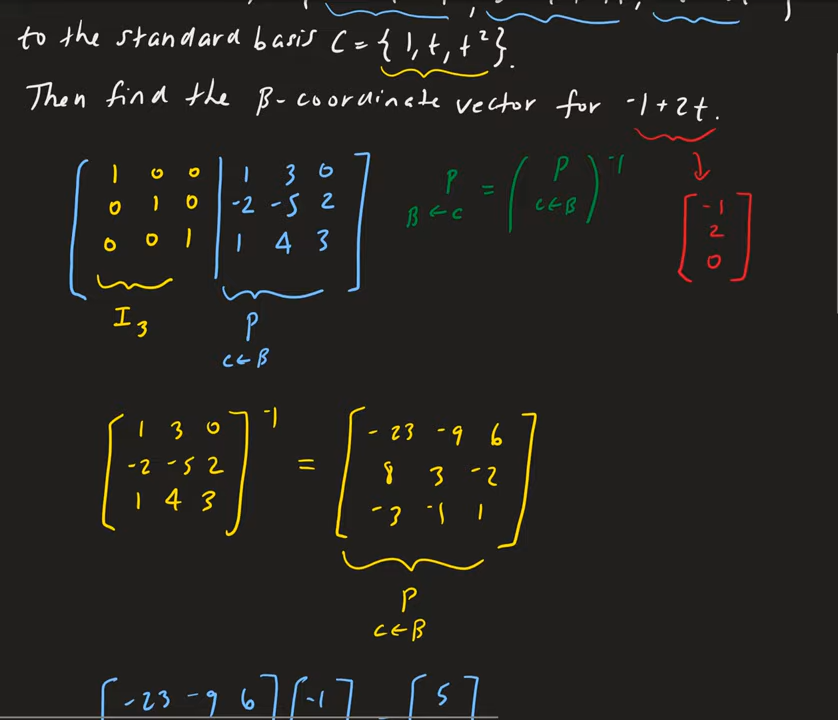 to the standard basis C = { 1, t, t² }.
Then find the B-coordinate vector for -1+2t.
[ 1 0 0 | 1 3 0
0 1 0 | -2 -5 2
0 0 1 | 1 4 3 ]
I₃
P
C←B
P
B←C
= ( P
C←B )⁻¹
[ -1
2
0 ]
[ 1 3 0
-2 -5 2
1 4 3 ]⁻¹ = [ -23 -9 6
8 3 -2
-3 -1 1 ]
P
C←B
[ -23 -9 6 ] [ -1 ] = [ 5 ]